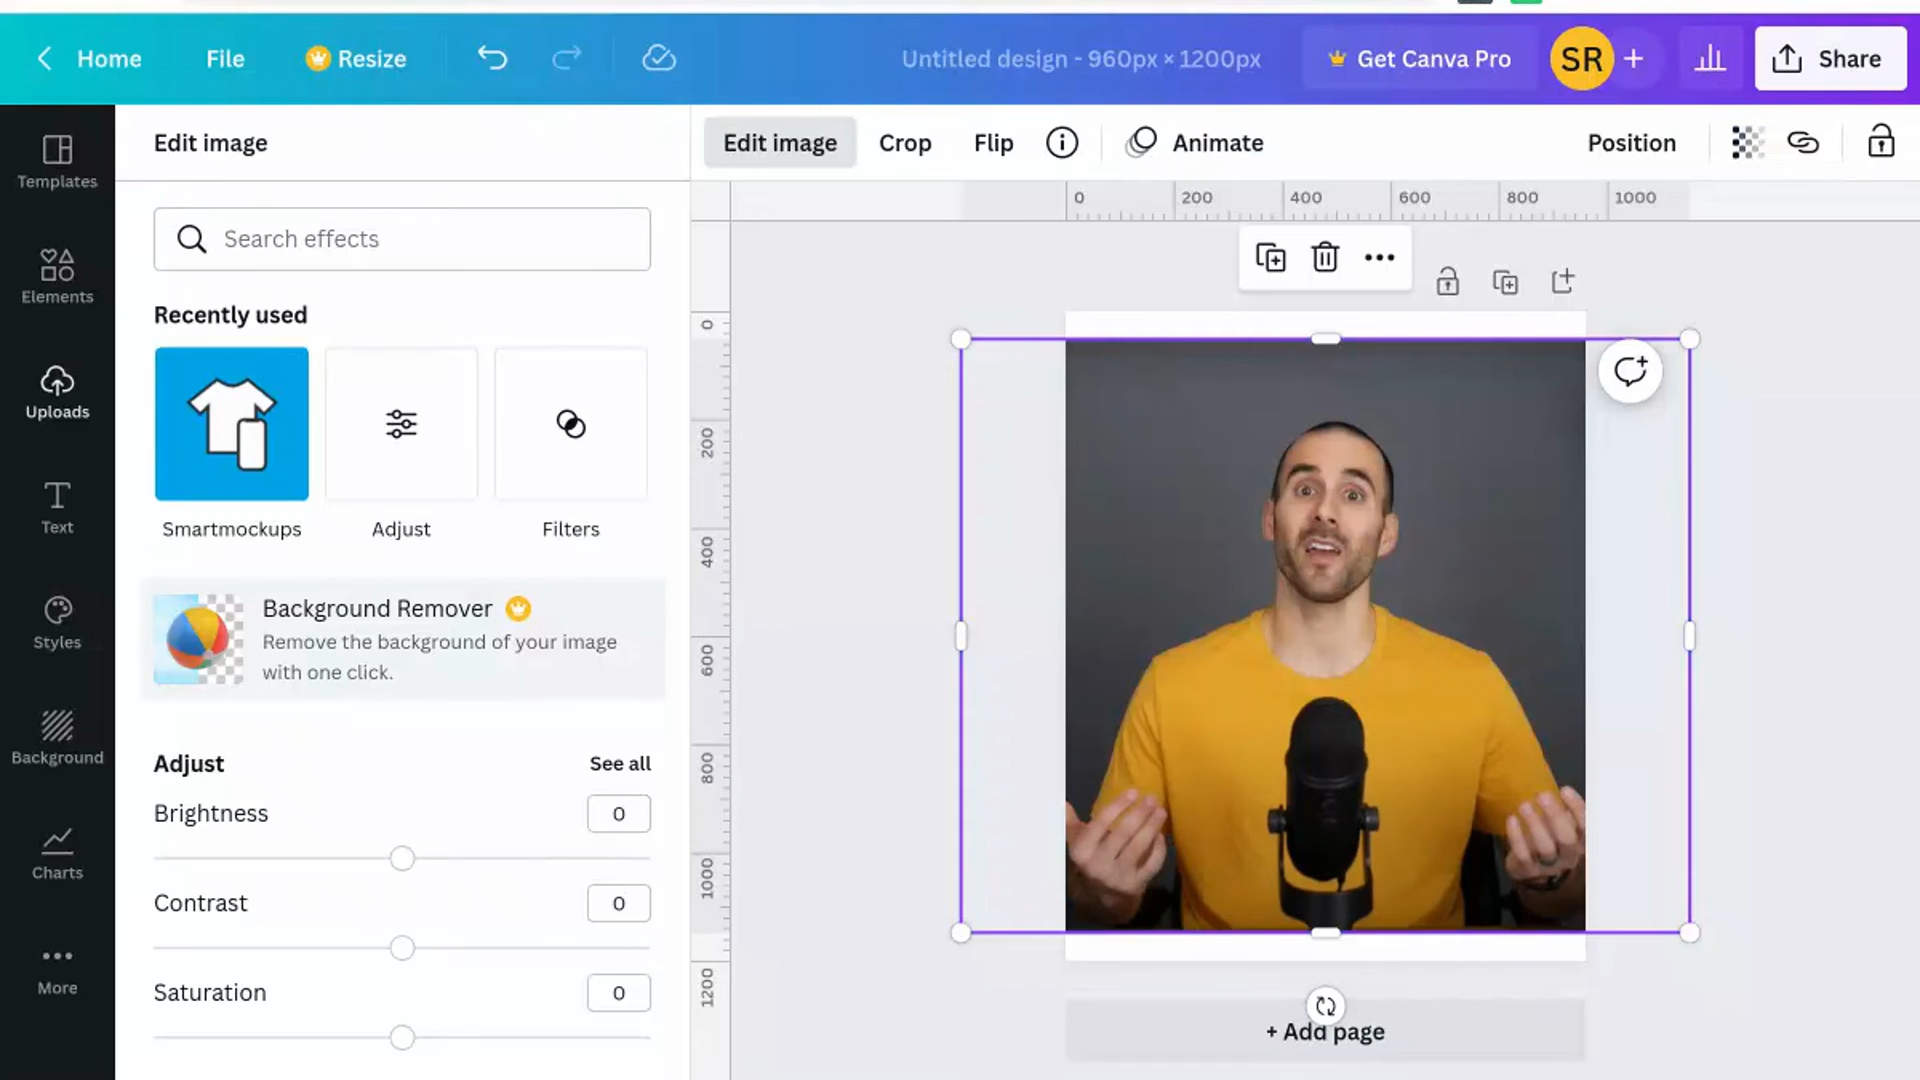 Home
File
Resize
Untitled design - 960px × 1200px
Get Canva Pro
SR
+
Share
Templates
Elements
Uploads
Text
Styles
Background
Charts
More
Edit image
Search effects
Recently used
Smartmockups
Adjust
Filters
Background Remover
Remove the background of your image
with one click.
Adjust
See all
Brightness
0
Contrast
0
Saturation
0
Edit image
Crop
Flip
Animate
Position
0
200
400
600
800
1000
0
200
400
600
800
1000
1200
+ Add page